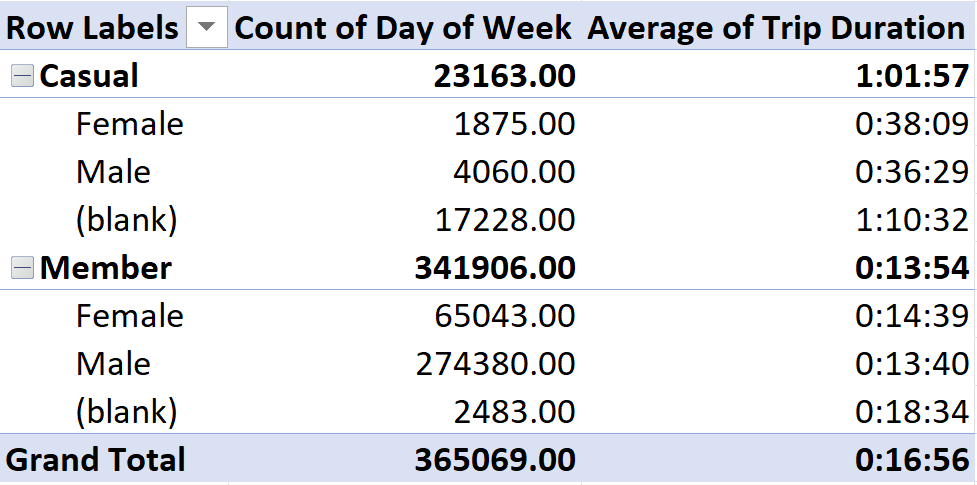 Row Labels Count of Day of Week Average of Trip Duration
Casual 23163.00 1:01:57
Female 1875.00 0:38:09
Male 4060.00 0:36:29
(blank) 17228.00 1:10:32
Member 341906.00 0:13:54
Female 65043.00 0:14:39
Male 274380.00 0:13:40
(blank) 2483.00 0:18:34
Grand Total 365069.00 0:16:56